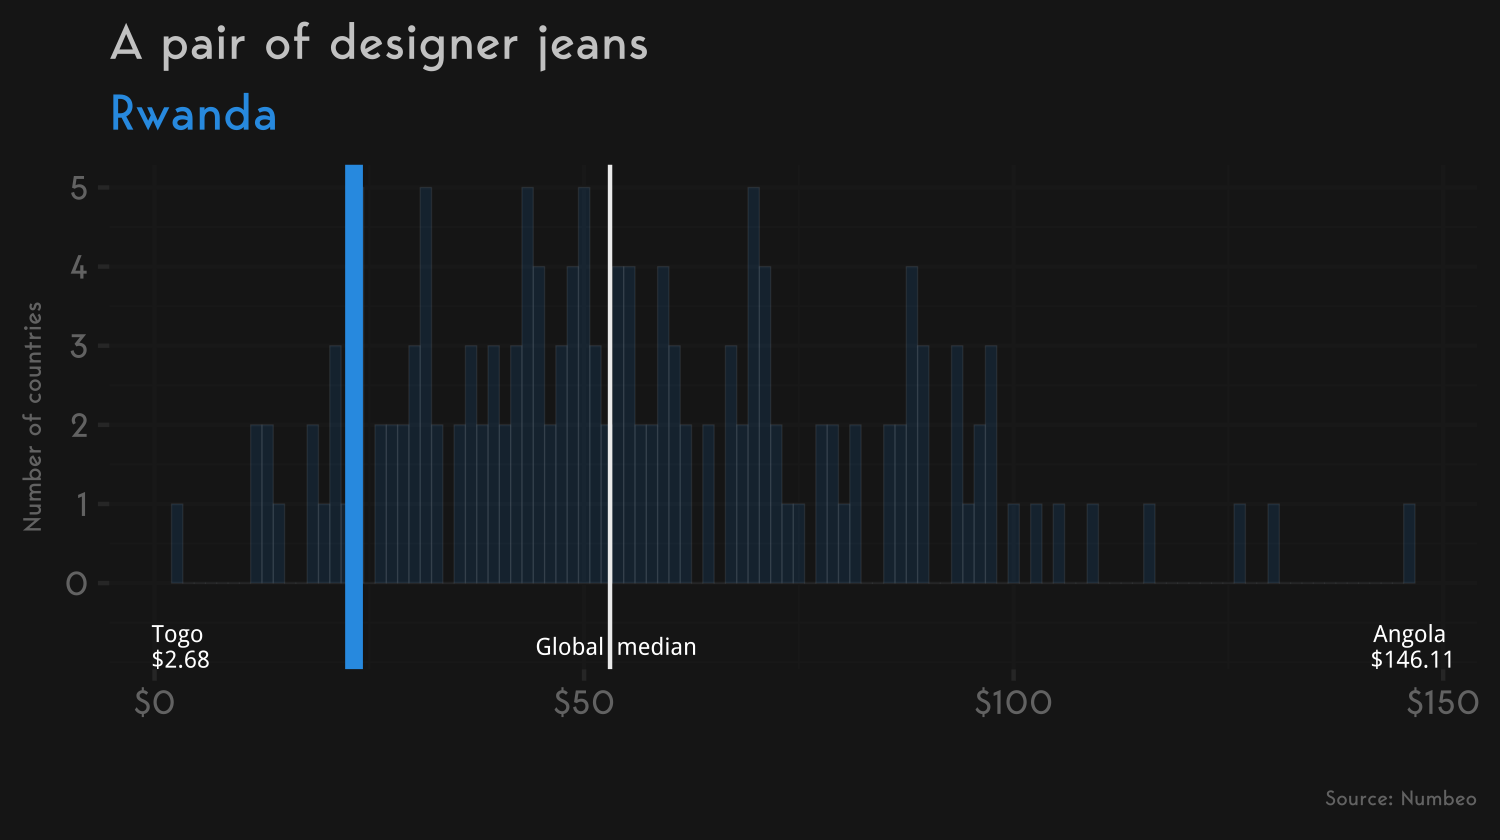 A pair of designer jeans
Rwanda
Number of countries
5
4
3
2
1
0
Togo
$2.68
Global median
Angola
$146.11
$0
$50
$100
$150
Source: Numbeo